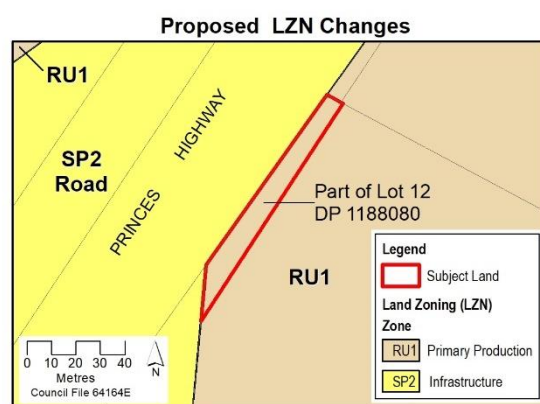 Proposed LZN Changes
RU1
SP2
Road
PRINCES HIGHWAY
Part of Lot 12
DP 1188080
RU1
Legend
Subject Land
Land Zoning (LZN)
Zone
RU1 Primary Production
SP2 Infrastructure
0 10 20 30 40
Metres
Council File 64164E
N